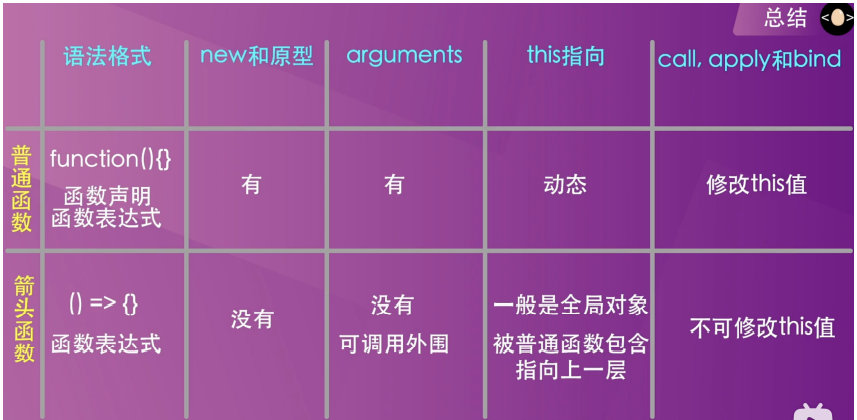 总结
语法格式 new和原型 arguments this指向 call, apply和bind
普通函数
function(){}
函数声明
函数表达式
有
有
动态
修改this值
箭头函数
() => {}
函数表达式
没有
没有
可调用外围
一般是全局对象
被普通函数包含
指向上一层
不可修改this值